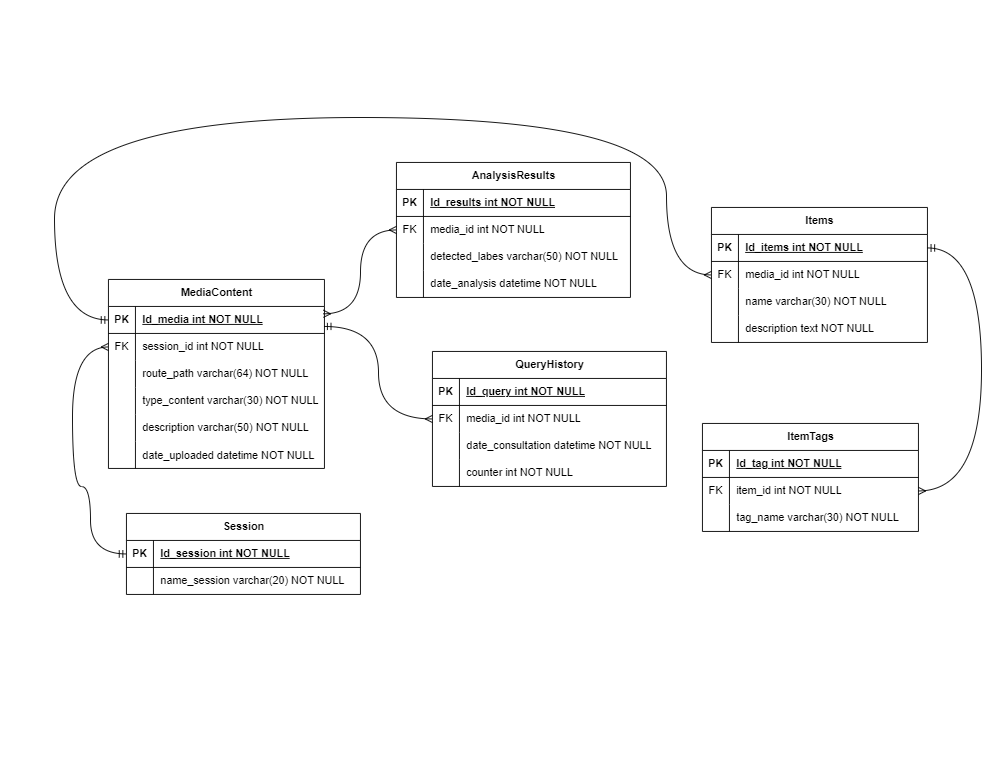 AnalysisResults
PK Id_results int NOT NULL
FK media_id int NOT NULL
detected_labes varchar(50) NOT NULL
date_analysis datetime NOT NULL
Items
PK Id_items int NOT NULL
FK media_id int NOT NULL
name varchar(30) NOT NULL
description text NOT NULL
MediaContent
PK Id_media int NOT NULL
FK session_id int NOT NULL
route_path varchar(64) NOT NULL
type_content varchar(30) NOT NULL
description varchar(50) NOT NULL
date_uploaded datetime NOT NULL
QueryHistory
PK Id_query int NOT NULL
FK media_id int NOT NULL
date_consultation datetime NOT NULL
counter int NOT NULL
ItemTags
PK Id_tag int NOT NULL
FK item_id int NOT NULL
tag_name varchar(30) NOT NULL
Session
PK Id_session int NOT NULL
name_session varchar(20) NOT NULL